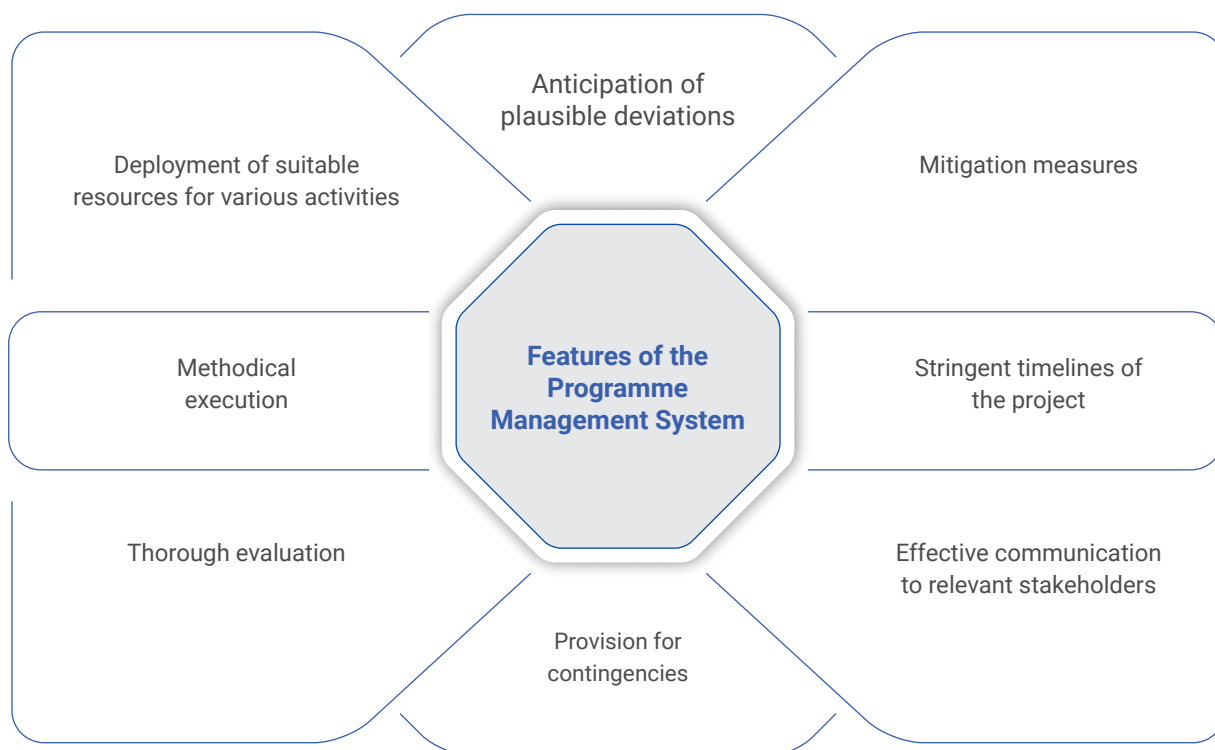 Anticipation of
plausible deviations
Deployment of suitable
resources for various activities
Mitigation measures
Features of the
Programme
Management System
Methodical
execution
Stringent timelines of
the project
Thorough evaluation
Effective communication
to relevant stakeholders
Provision for
contingencies